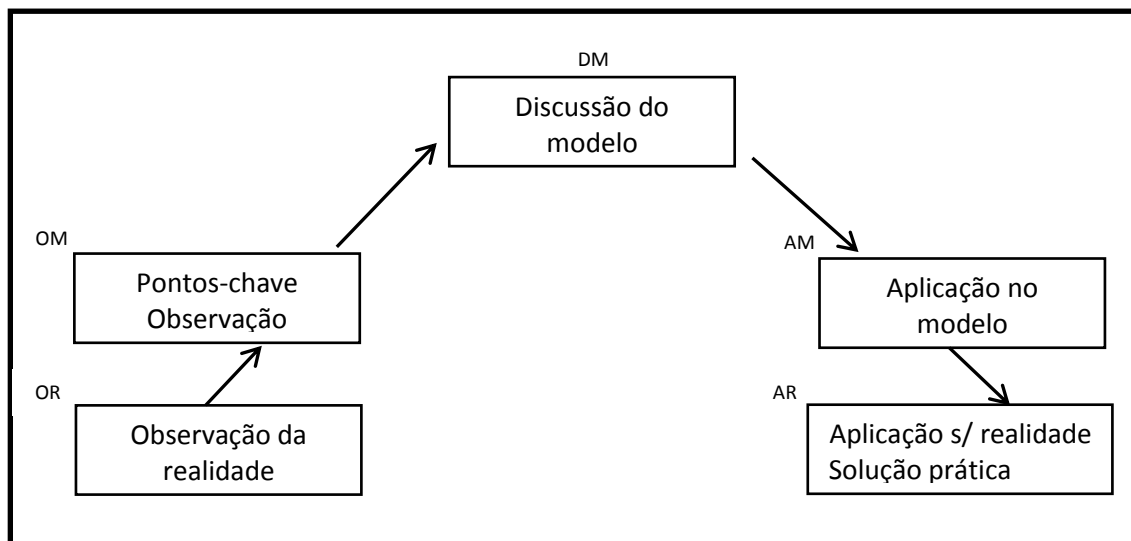 DM
Discussão do
modelo
OM
Pontos-chave
Observação
AM
Aplicação no
modelo
OR
Observação da
realidade
AR
Aplicação s/ realidade
Solução prática